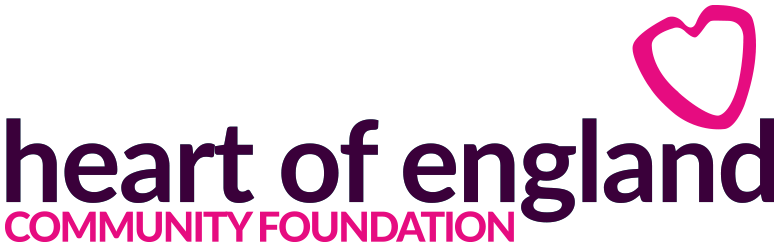 heart of england
COMMUNITY FOUNDATION